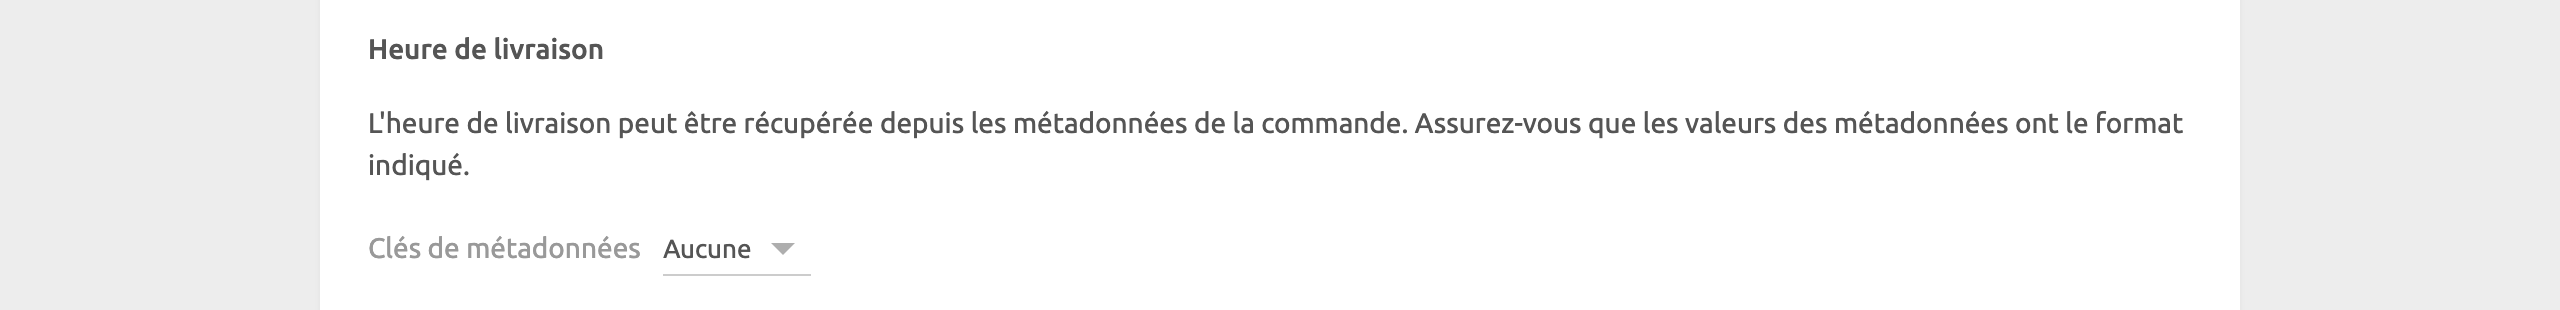 Heure de livraison
L'heure de livraison peut être récupérée depuis les métadonnées de la commande. Assurez-vous que les valeurs des métadonnées ont le format
indiqué.
Clés de métadonnées Aucune